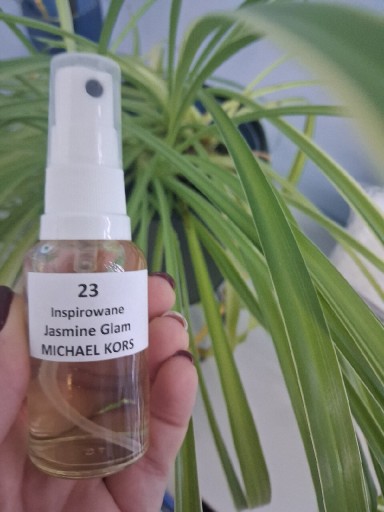 23
Inspirowane
Jasmine Glam
MICHAEL KORS